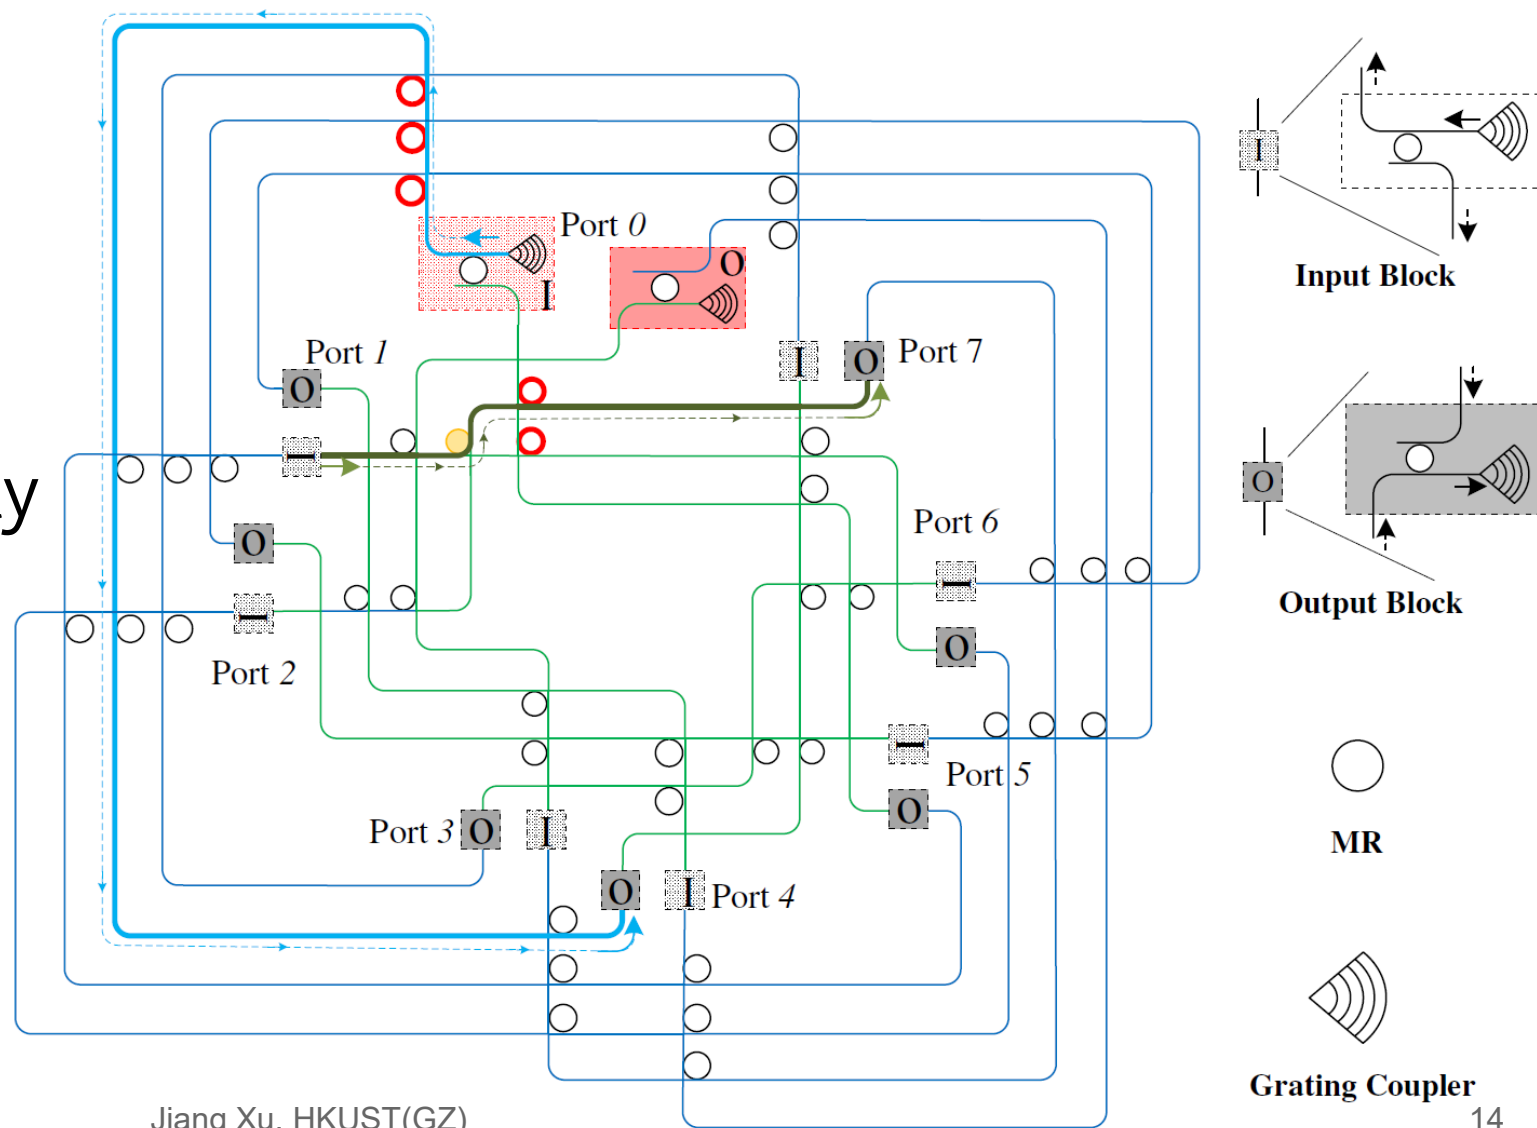 Port 0
I
O
I
Input Block
Port 1
O
I
O
Port 7
O
I
Port 6
I
O
Output Block
O
I
Port 2
O
I
Port 5
O
Port 3
O
I
O
I
Port 4
MR
Grating Coupler
Jiang Xu, HKUST(GZ)
14